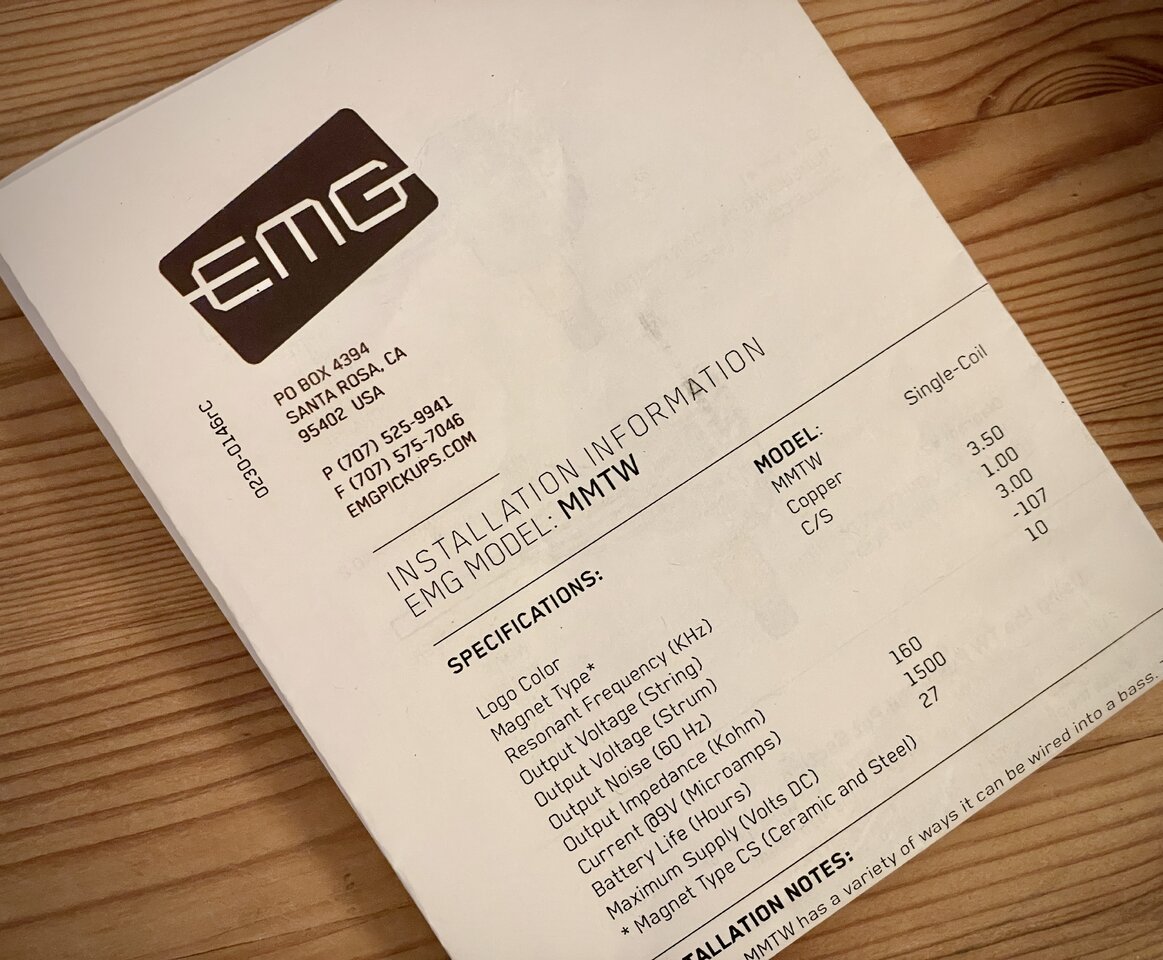 EMG
PO BOX 4394
SANTA ROSA, CA
95402 USA
P (707) 525-9941
F (707) 575-7046
EMGPICKUPS.COM
0230-0146rC
INSTALLATION INFORMATION
EMG MODEL: MMTW
SPECIFICATIONS: MODEL:
MMTW Single-Coil
Logo Color Copper
Magnet Type* C/S
Resonant Frequency (KHz) 3.50
Output Voltage (String) 1.00
Output Voltage (Strum) 3.00
Output Noise (60 Hz) -107
Output Impedance (Kohm) 10
Current @9V (Microamps) 160
Battery Life (Hours) 1500
Maximum Supply (Volts DC) 27
* Magnet Type CS (Ceramic and Steel)
TALLATION NOTES:
MMTW has a variety of ways it can be wired into a bass.